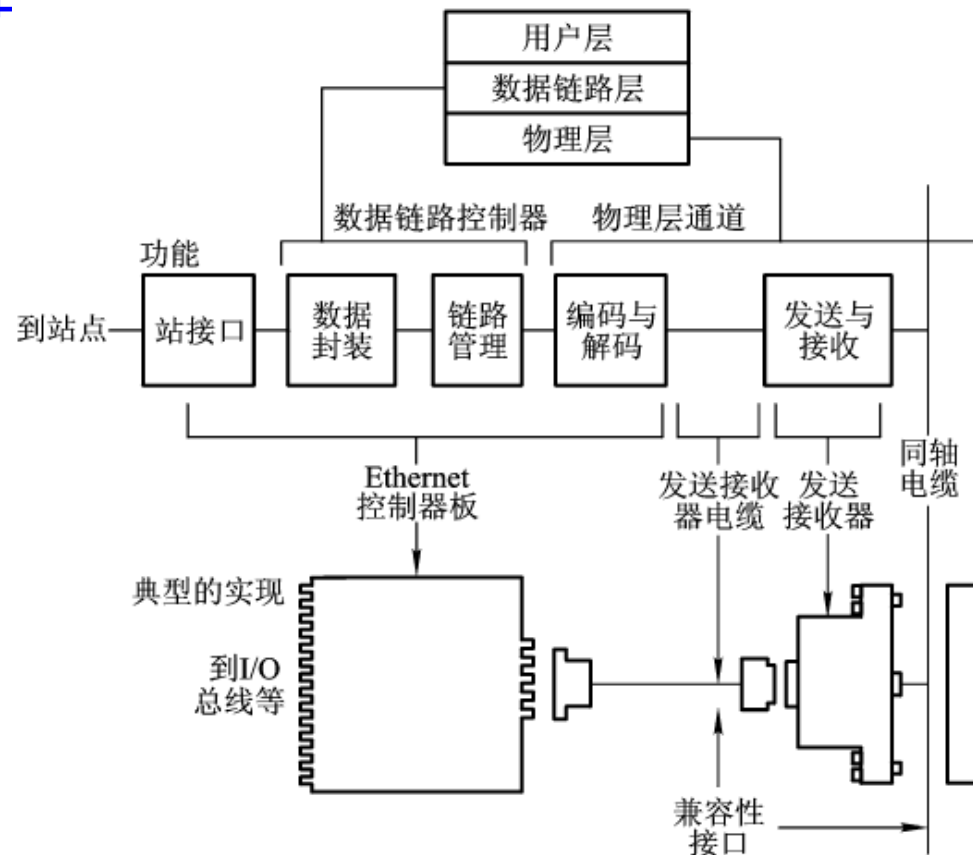 用户层
数据链路层
物理层
数据链路控制器
物理层通道
功能
到站点
站接口
数据
封装
链路
管理
编码与
解码
发送与
接收
同轴
电缆
Ethernet
控制器板
发送接收
器电缆
发送
接收器
典型的实现
到I/O
总线等
兼容性
接口